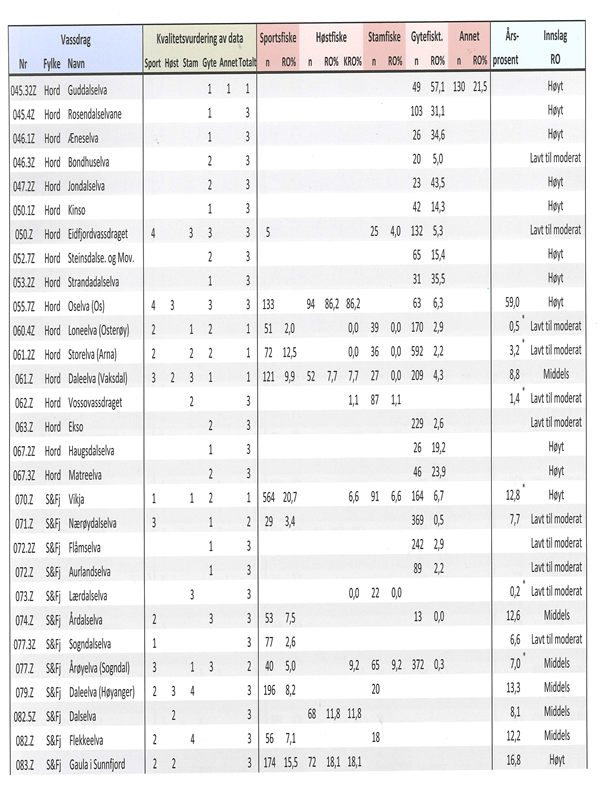 Vassdrag Kvalitetsvurdering av data Sportsfiske Høstfiske Stamfiske Gytefiskt. Annet Års- Innslag
Nr Fylke Navn Sport Høst Stam Gyte Annet Totalt n RO% n RO% KRO% n RO% n RO% n RO% prosent RO
045.32Z Hord Guddalselva 1 1 1 49 57,1 130 21,5 Høyt
045.4Z Hord Rosendalselvane 1 3 103 31,1 Høyt
046.1Z Hord Æneselva 1 3 26 34,6 Høyt
046.3Z Hord Bondhuselva 2 3 20 5,0 Lavt til moderat
047.2Z Hord Jondalselva 2 3 23 43,5 Høyt
050.1Z Hord Kinso 1 3 42 14,3 Høyt
050.Z Hord Eidfjordvassdraget 4 3 3 3 5 25 4,0 132 5,3 Lavt til moderat
052.7Z Hord Steinsdalse. og Mov. 2 3 65 15,4 Høyt
053.2Z Hord Strandadalselva 1 3 31 35,5 Høyt
055.7Z Hord Oselva (Os) 4 3 3 3 133 94 86,2 86,2 63 6,3 59,0 Høyt
060.4Z Hord Loneelva (Osterøy) 2 1 2 1 51 2,0 0,0 39 0,0 170 2,9 0,5 * Lavt til moderat
061.2Z Hord Storelva (Arna) 2 2 2 1 72 12,5 0,0 36 0,0 592 2,2 3,2 * Lavt til moderat
061.Z Hord Daleelva (Vaksdal) 3 2 3 1 1 121 9,9 52 7,7 7,7 27 0,0 209 4,3 8,8 Middels
062.Z Hord Vossovassdraget 2 3 1,1 87 1,1 1,4 * Lavt til moderat
063.Z Hord Ekso 2 3 229 2,6 Lavt til moderat
067.2Z Hord Haugsdalselva 1 3 26 19,2 Høyt
067.3Z Hord Matreelva 2 3 46 23,9 Høyt
070.Z S&Fj Vikja 1 1 2 1 564 20,7 6,6 91 6,6 164 6,7 12,8 * Høyt
071.Z S&Fj Nærøydalselva 3 1 2 29 3,4 369 0,5 7,7 Lavt til moderat
072.2Z S&Fj Flåmselva 1 3 242 2,9 Lavt til moderat
072.Z S&Fj Aurlandselva 1 3 89 2,2 Lavt til moderat
073.Z S&Fj Lærdalselva 3 3 0,0 22 0,0 0,2 * Lavt til moderat
074.Z S&Fj Årdalselva 2 3 3 53 7,5 13 0,0 12,6 Middels
077.3Z S&Fj Sogndalselva 1 3 77 2,6 6,6 Lavt til moderat
077.Z S&Fj Årøyelva (Sogndal) 3 1 3 2 40 5,0 9,2 65 9,2 372 0,3 7,0 * Middels
079.Z S&Fj Daleelva (Høyanger) 2 3 4 3 196 8,2 20 13,3 Middels
082.5Z S&Fj Dalselva 2 3 68 11,8 11,8 8,1 Middels
082.Z S&Fj Flekkeelva 2 4 3 56 7,1 18 12,2 Middels
083.Z S&Fj Gaula i Sunnfjord 2 2 3 174 15,5 72 18,1 18,1 16,8 Høyt